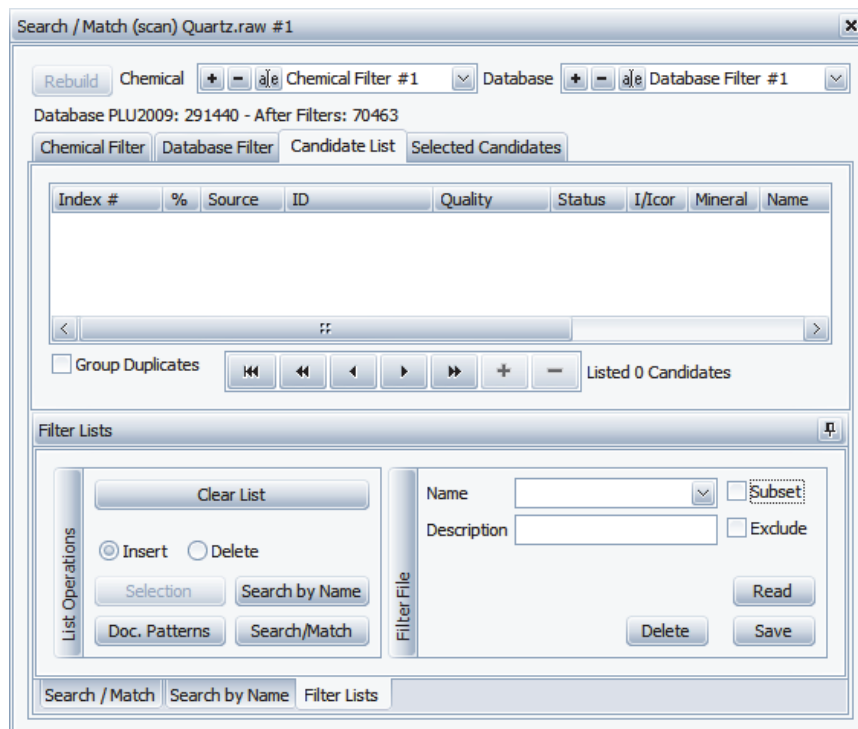 Search / Match (scan) Quartz.raw #1
Rebuild Chemical + - a|e Chemical Filter #1 Database + - a|e Database Filter #1
Database PLU2009: 291440 - After Filters: 70463
Chemical Filter Database Filter Candidate List Selected Candidates
Index # % Source ID Quality Status I/Icor Mineral Name
Group Duplicates + - Listed 0 Candidates
Filter Lists
List Operations
Clear List
Insert Delete
Selection Search by Name
Doc. Patterns Search/Match
Filter File
Name Subset
Description Exclude
Read
Delete Save
Search / Match Search by Name Filter Lists